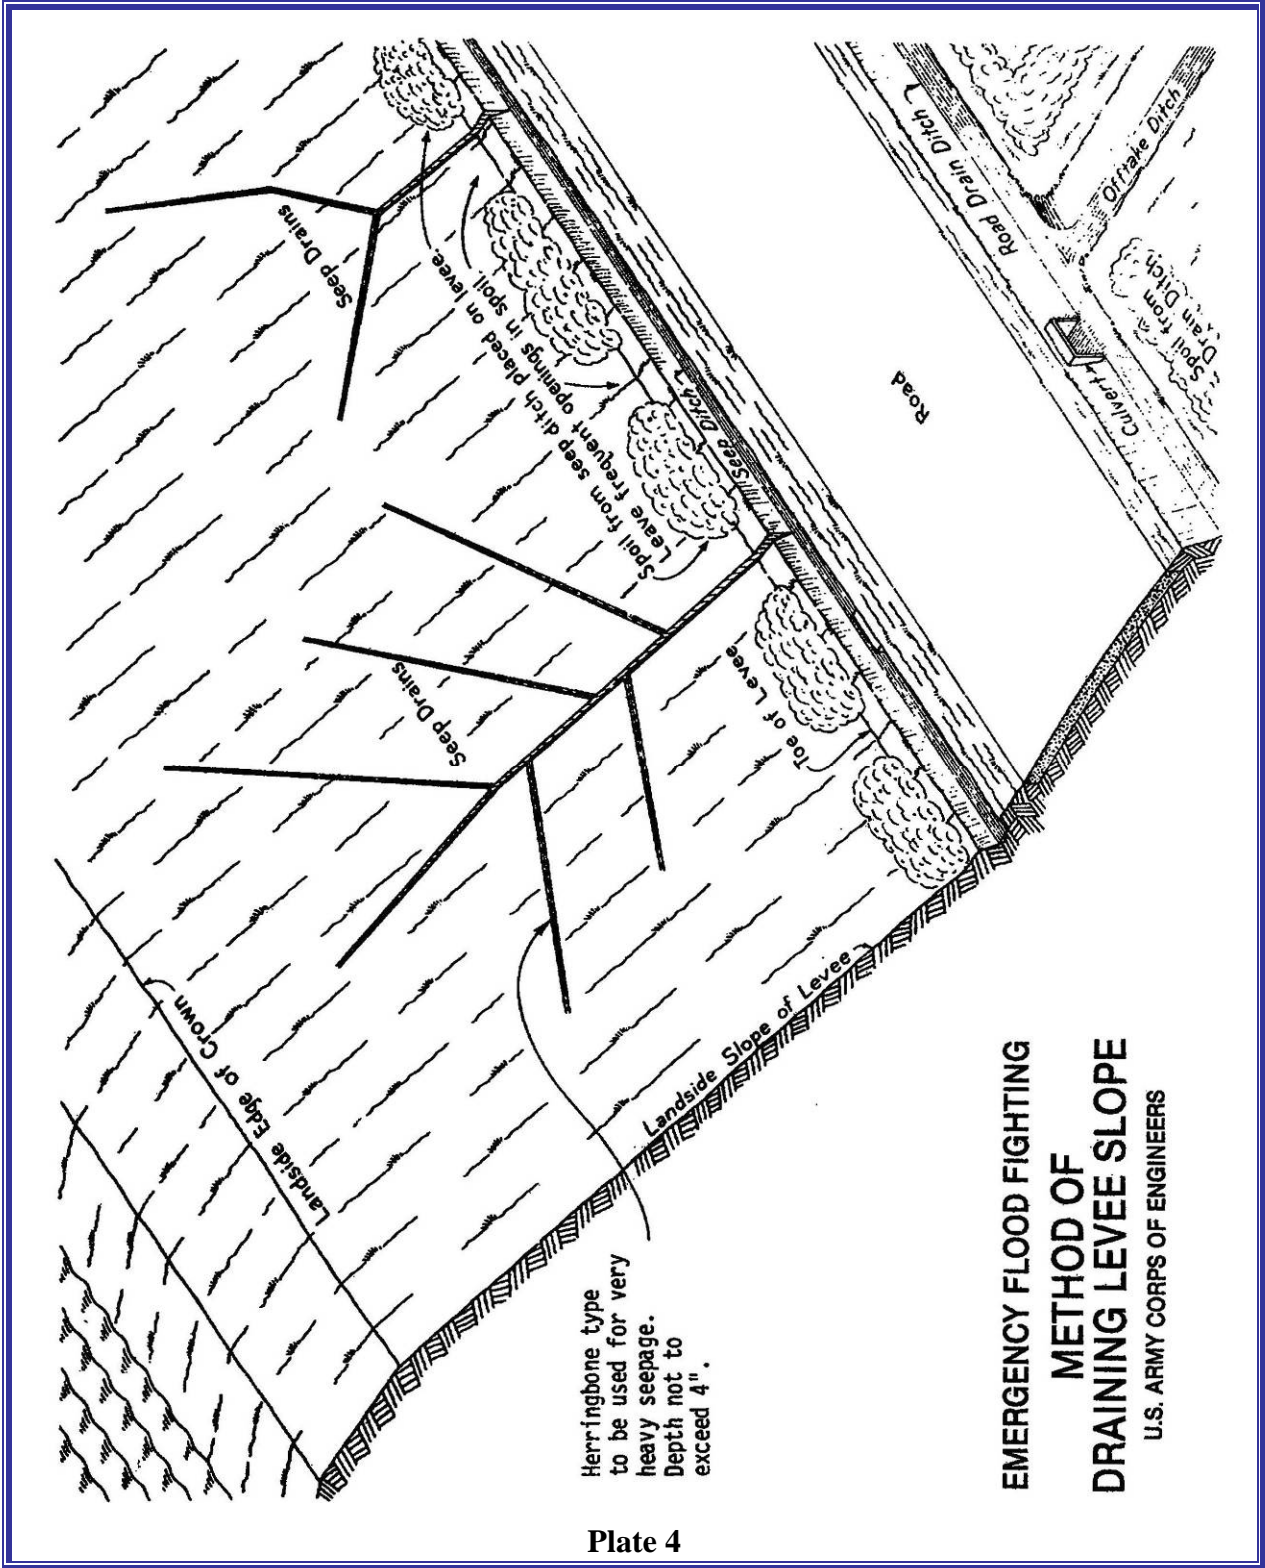 Seep Drains
Spoil from seep ditch placed on levee.
Leave frequent openings in spoil
Seep Ditch
Road Drain Ditch
Offtake Ditch
Spoil from
Drain Ditch
Culvert
Road
Seep Drains
Toe of Levee
Landside Edge of Crown
Landside Slope of Levee
Herringbone type
to be used for very
heavy seepage.
Depth not to
exceed 4".
EMERGENCY FLOOD FIGHTING
METHOD OF
DRAINING LEVEE SLOPE
U.S. ARMY CORPS OF ENGINEERS
Plate 4